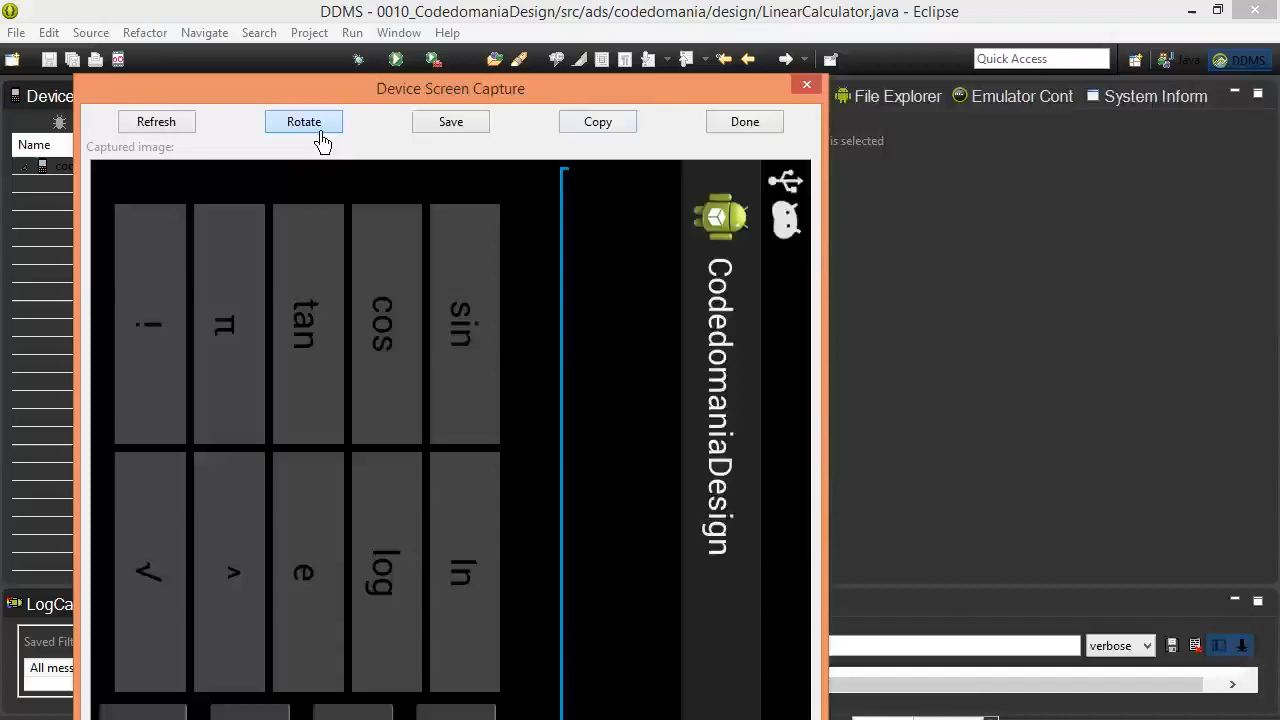 DDMS - 0010_CodedomaniaDesign/src/ads/codedomania/design/LinearCalculator.java - Eclipse
File Edit Source Refactor Navigate Search Project Run Window Help
Quick Access
Java
DDMS
Device
Device Screen Capture
File Explorer
Emulator Cont
System Inform
Refresh Rotate Save Copy Done
Name
Captured image:
is selected
CodedomaniaDesign
sin ln
cos log
tan e
π ^
! √
LogCa
Saved Filt
All mess
verbose